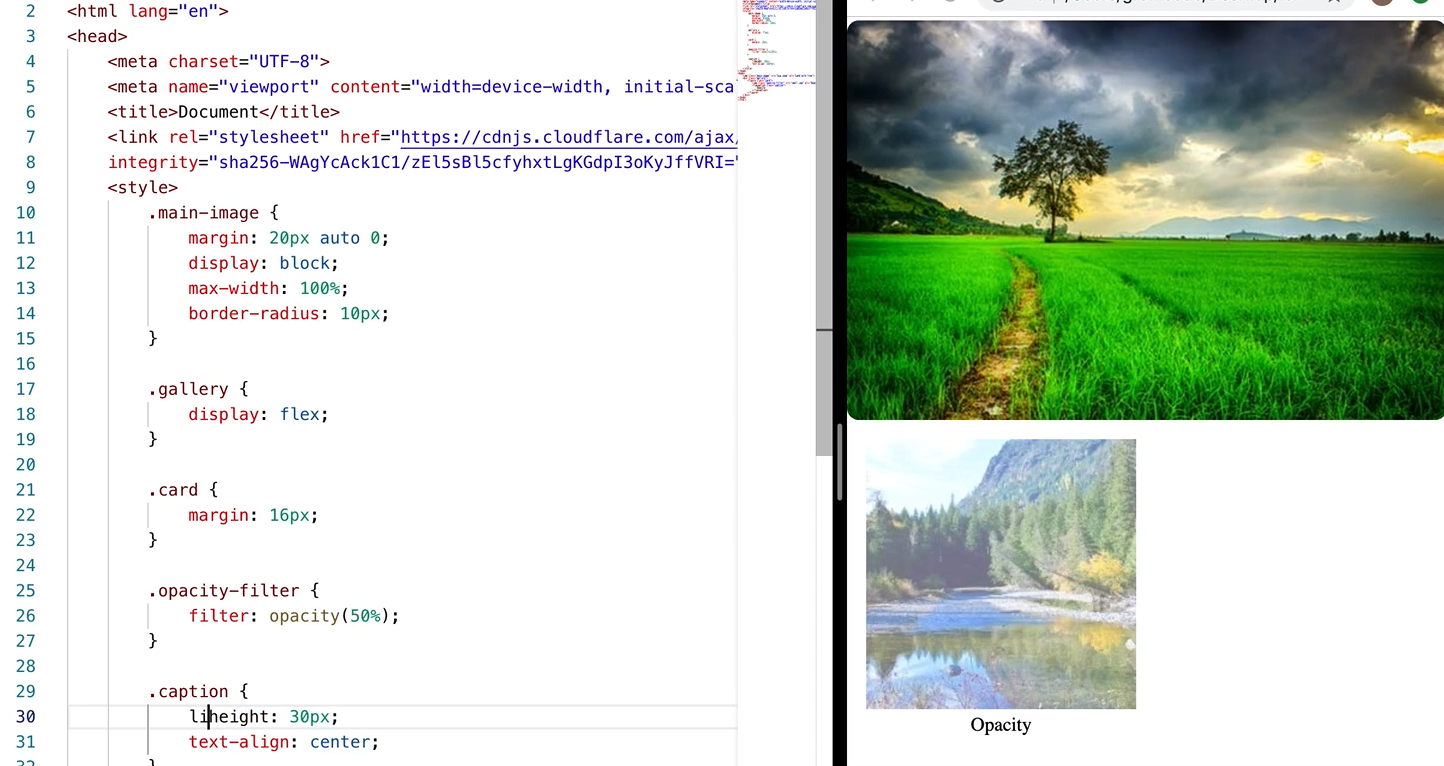 2 <html lang="en">
3 <head>
4 <meta charset="UTF-8">
5 <meta name="viewport" content="width=device-width, initial-sca
6 <title>Document</title>
7 <link rel="stylesheet" href="https://cdnjs.cloudflare.com/ajax/
8 integrity="sha256-WAgYcAck1C1/zEl5sBl5cfyhxtLgKGdpI3oKyJffVRI="
9 <style>
10 .main-image {
11 margin: 20px auto 0;
12 display: block;
13 max-width: 100%;
14 border-radius: 10px;
15 }
16
17 .gallery {
18 display: flex;
19 }
20
21 .card {
22 margin: 16px;
23 }
24
25 .opacity-filter {
26 filter: opacity(50%);
27 }
28
29 .caption {
30 liheight: 30px;
31 text-align: center;
32 }
Opacity